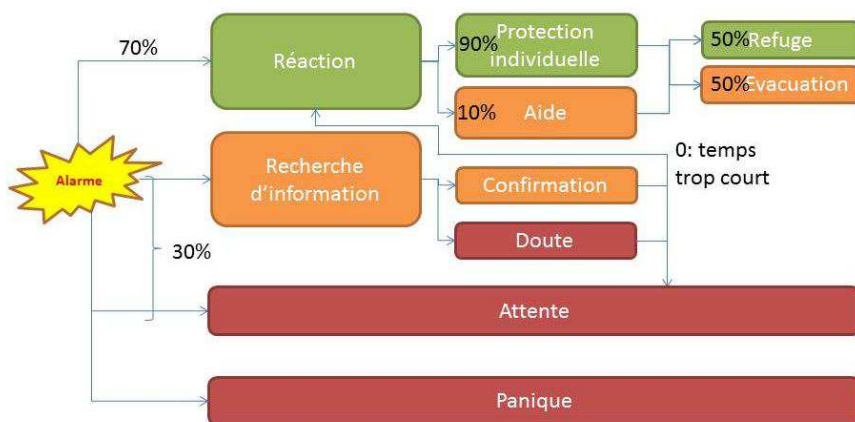 70%
Réaction
90%
Protection
individuelle
50% Refuge
50% Evacuation
10%
Aide
Alarme
Recherche
d'information
0: temps
trop court
Confirmation
Doute
30%
Attente
Panique